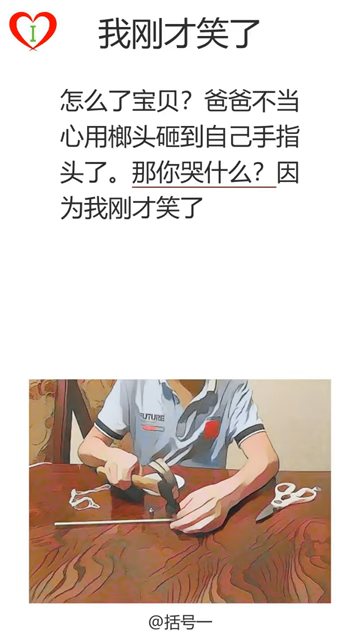 I
我刚才笑了
怎么了宝贝？爸爸不当
心用榔头砸到自己手指
头了。那你哭什么？因
为我刚才笑了
FUTURE
@括号一